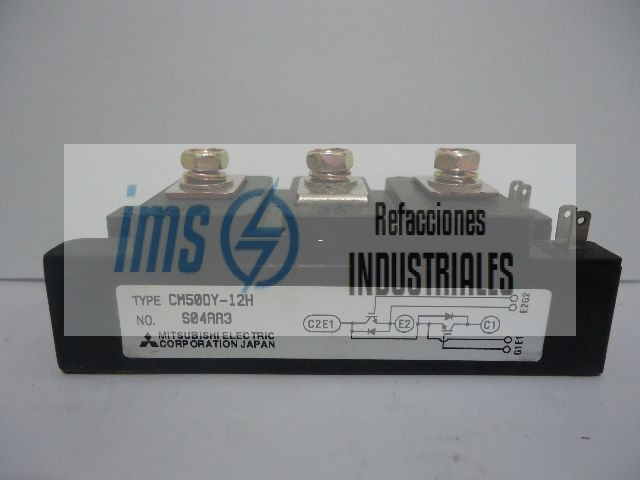 ims
Refacciones
INDUSTRIALES
TYPE CM50DY-12H
NO. S04AA3
MITSUBISHI ELECTRIC
CORPORATION JAPAN
C2E1 E2 C1
E2G2
G1E1